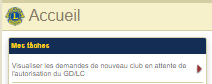 Accueil
Mes tâches
Visualiser les demandes de nouveau club en attente de
l'autorisation du GD/LC